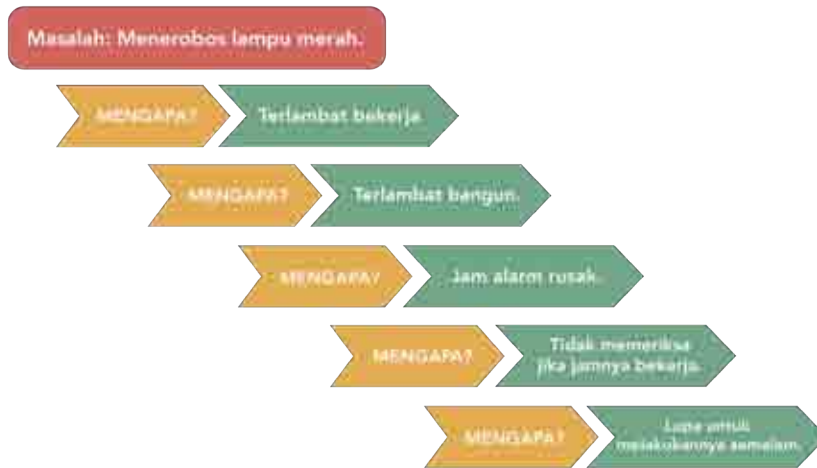 Masalah: Menerobos lampu merah.
MENGAPA?
Terlambat bekerja
MENGAPA?
Terlambat bangun.
MENGAPA?
Jam alarm rusak.
MENGAPA?
Tidak memeriksa
jika jamnya bekerja.
MENGAPA?
Lupa untuk
melakukannya semalam.